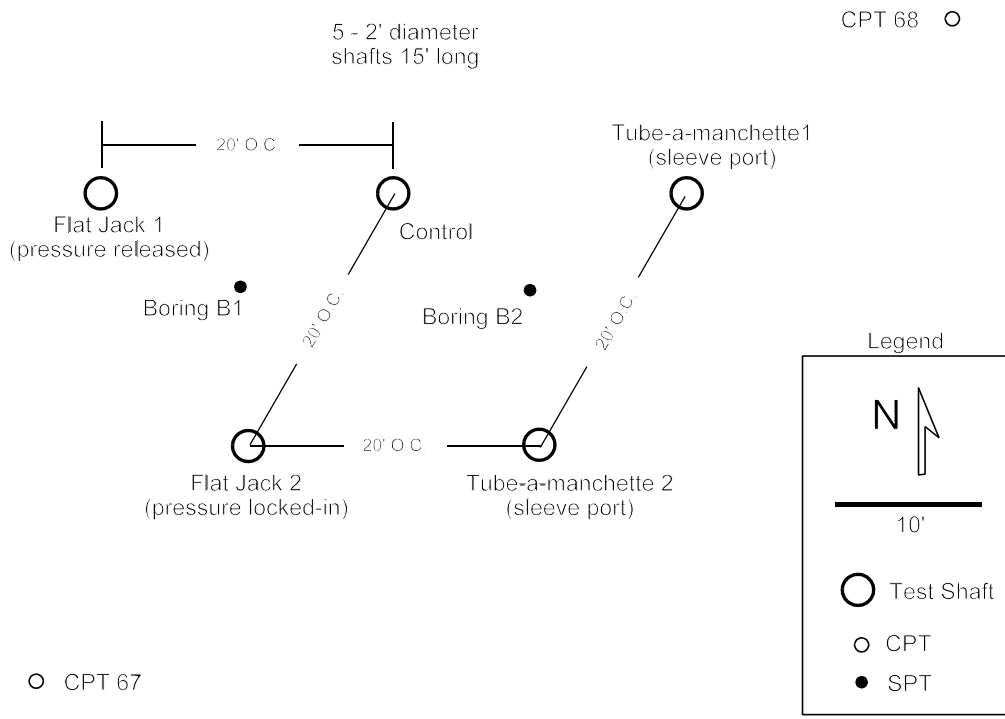 CPT 68
5 - 2' diameter
shafts 15' long
20' O.C.
Tube-a-manchette1
(sleeve port)
Flat Jack 1
(pressure released)
Control
Boring B1
Boring B2
20' O.C.
20' O.C.
Legend
N
10'
Test Shaft
CPT
SPT
20' O C.
Flat Jack 2
(pressure locked-in)
Tube-a-manchette 2
(sleeve port)
CPT 67